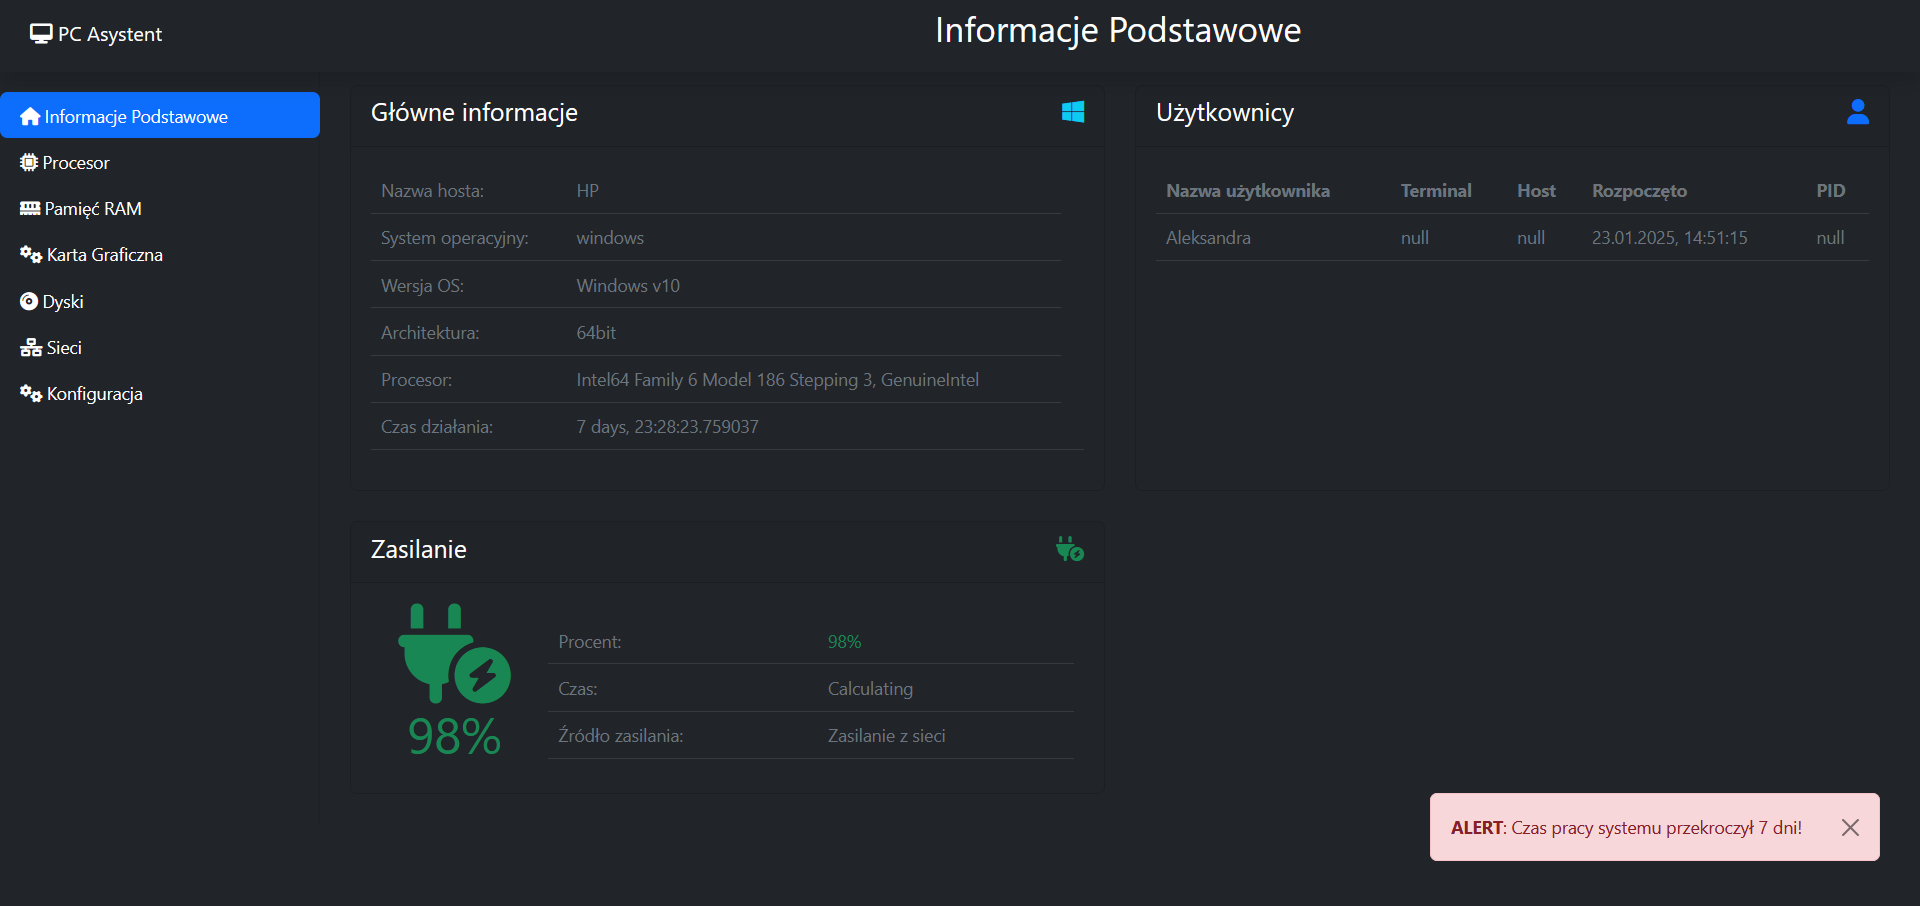 PC Asystent
Informacje Podstawowe
Informacje Podstawowe
Procesor
Pamięć RAM
Karta Graficzna
Dyski
Sieci
Konfiguracja
Główne informacje
Nazwa hosta: HP
System operacyjny: windows
Wersja OS: Windows v10
Architektura: 64bit
Procesor: Intel64 Family 6 Model 186 Stepping 3, GenuineIntel
Czas działania: 7 days, 23:28:23.759037
Użytkownicy
Nazwa użytkownika Terminal Host Rozpoczęto PID
Aleksandra null null 23.01.2025, 14:51:15 null
Zasilanie
98%
Procent: 98%
Czas: Calculating
Źródło zasilania: Zasilanie z sieci
ALERT: Czas pracy systemu przekroczył 7 dni!